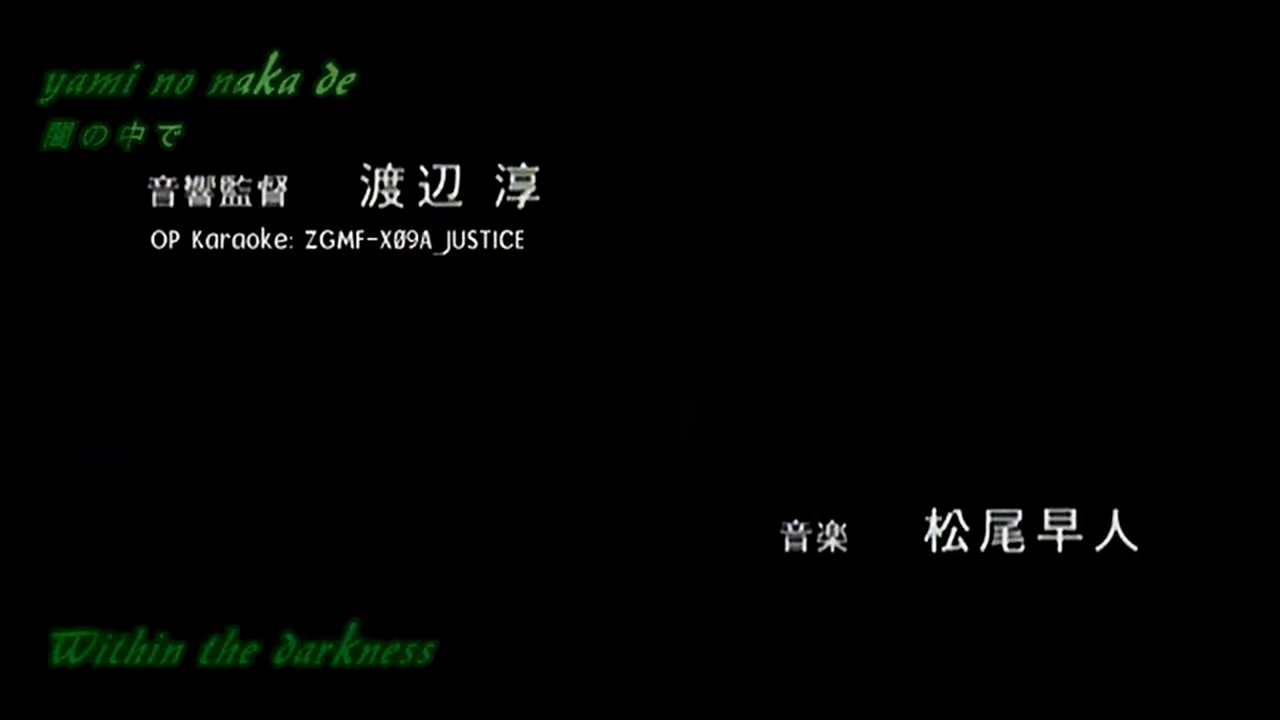 yami no naka de
闇の中で
音響監督 渡辺 淳
OP Karaoke: ZGMF-X09A_JUSTICE
音楽 松尾早人
Within the darkness